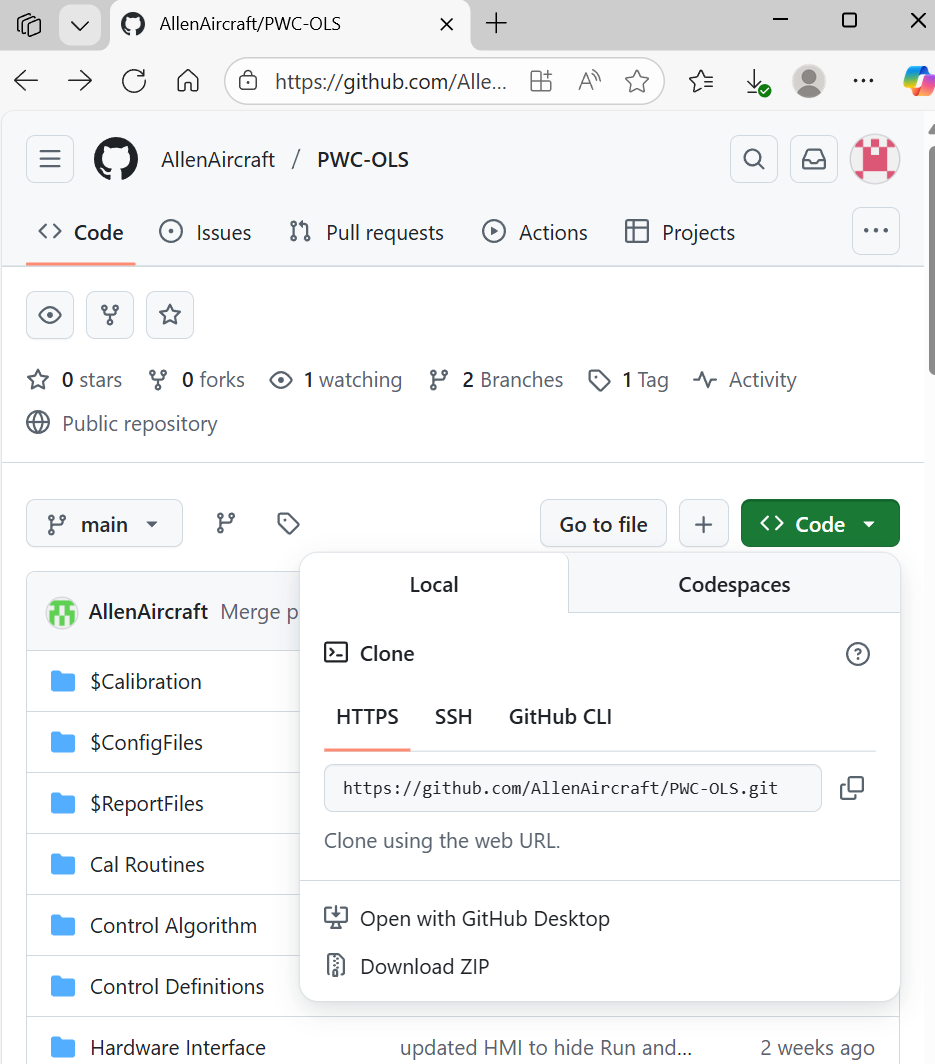 AllenAircraft/PWC-OLS
https://github.com/Alle...
AllenAircraft / PWC-OLS
Code Issues Pull requests Actions Projects
0 stars 0 forks 1 watching 2 Branches 1 Tag Activity
Public repository
main Go to file Code
Local Codespaces
AllenAircraft Merge p
Clone
$Calibration
HTTPS SSH GitHub CLI
$ConfigFiles
https://github.com/AllenAircraft/PWC-OLS.git
$ReportFiles
Clone using the web URL.
Cal Routines
Open with GitHub Desktop
Control Algorithm
Download ZIP
Control Definitions
Hardware Interface updated HMI to hide Run and... 2 weeks ago